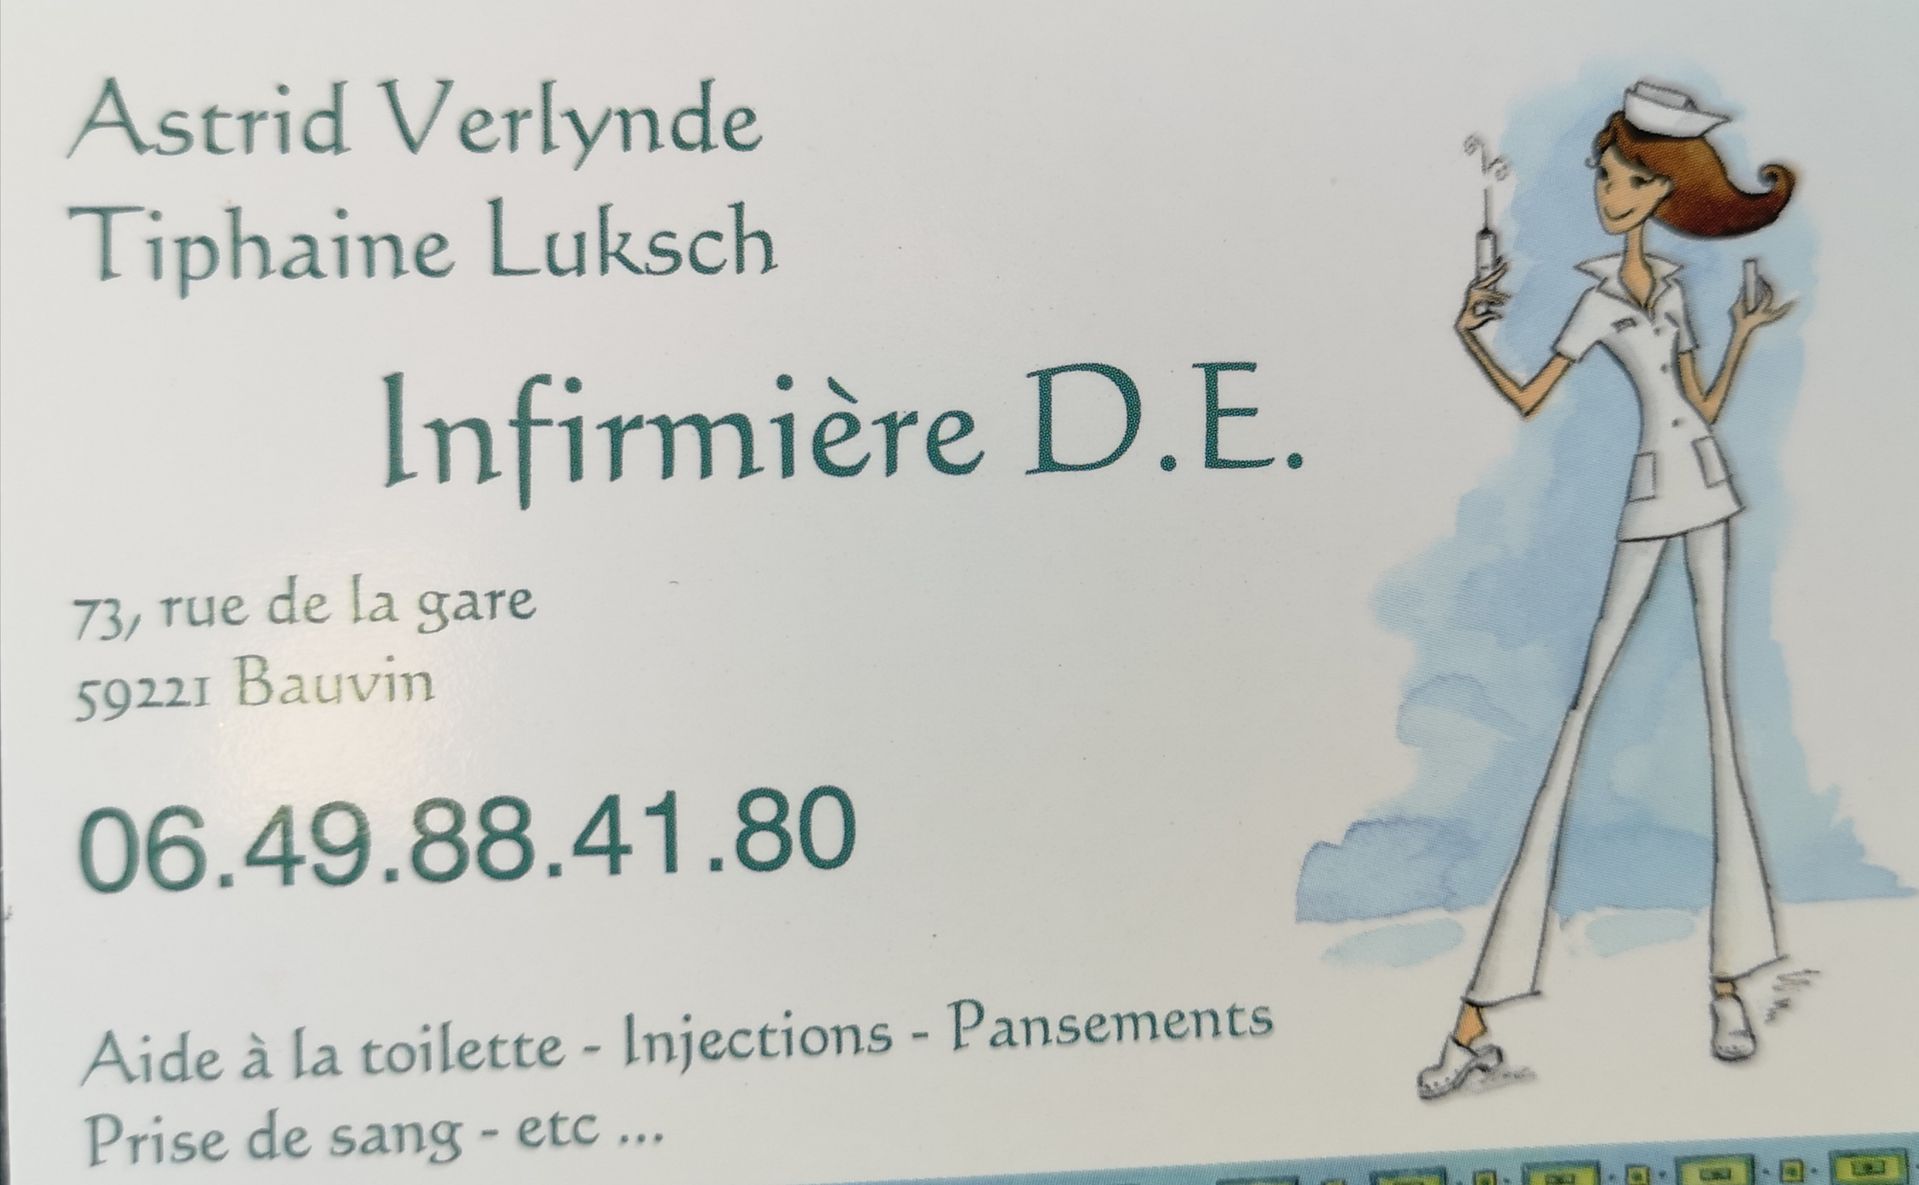 Astrid Verlynde
Tiphaine Luksch
Infirmière D.E.
73, rue de la gare
59221 Bauvin
06.49.88.41.80
Aide à la toilette - Injections - Pansements
Prise de sang - etc ...